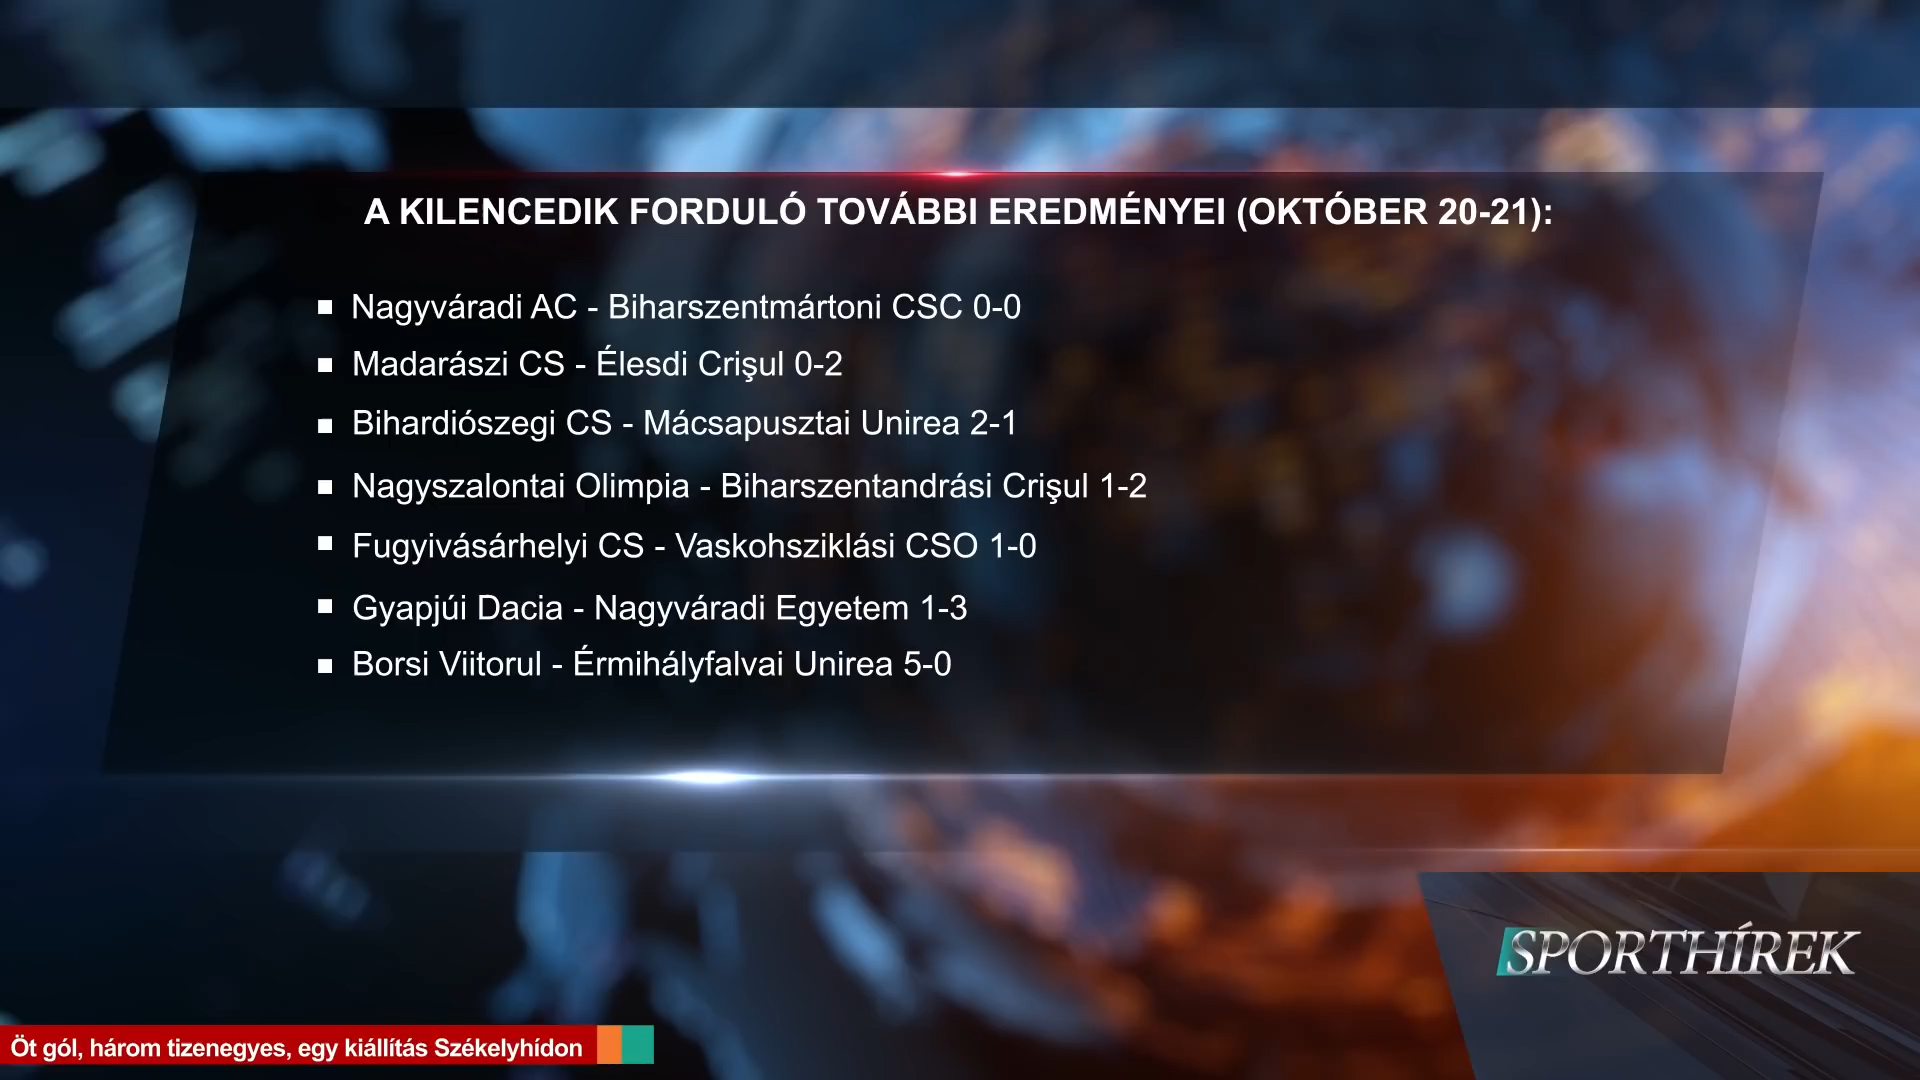 A KILENCEDIK FORDULÓ TOVÁBBI EREDMÉNYEI (OKTÓBER 20-21):
Nagyváradi AC - Biharszentmártoni CSC 0-0
Madarászi CS - Élesdi Crişul 0-2
Bihardiószegi CS - Mácsapusztai Unirea 2-1
Nagyszalontai Olimpia - Biharszentandrási Crişul 1-2
Fugyivásárhelyi CS - Vaskohsziklási CSO 1-0
Gyapjúi Dacia - Nagyváradi Egyetem 1-3
Borsi Viitorul - Érmihályfalvai Unirea 5-0
SPORTHÍREK
Öt gól, három tizenegyes, egy kiállítás Székelyhídon